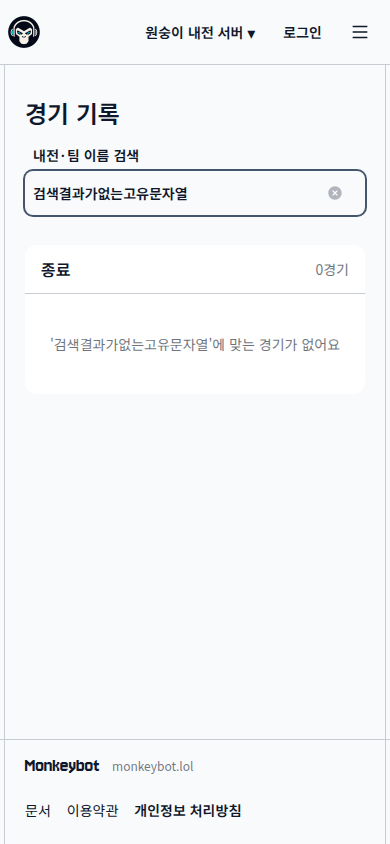 원숭이 내전 서버 ▾ 로그인
경기 기록
내전·팀 이름 검색
검색결과가없는고유문자열
종료 0경기
'검색결과가없는고유문자열'에 맞는 경기가 없어요
Monkeybot monkeybot.lol
문서 이용약관 개인정보 처리방침